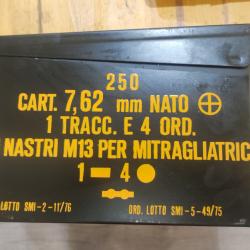 250
CART. 7,62 mm NATO
1 TRACC. E 4 ORD.
NASTRI M13 PER MITRAGLIATRIC
1 — 4
LOTTO SMI-2-11/76 ORD. LOTTO SMI-5-49/75